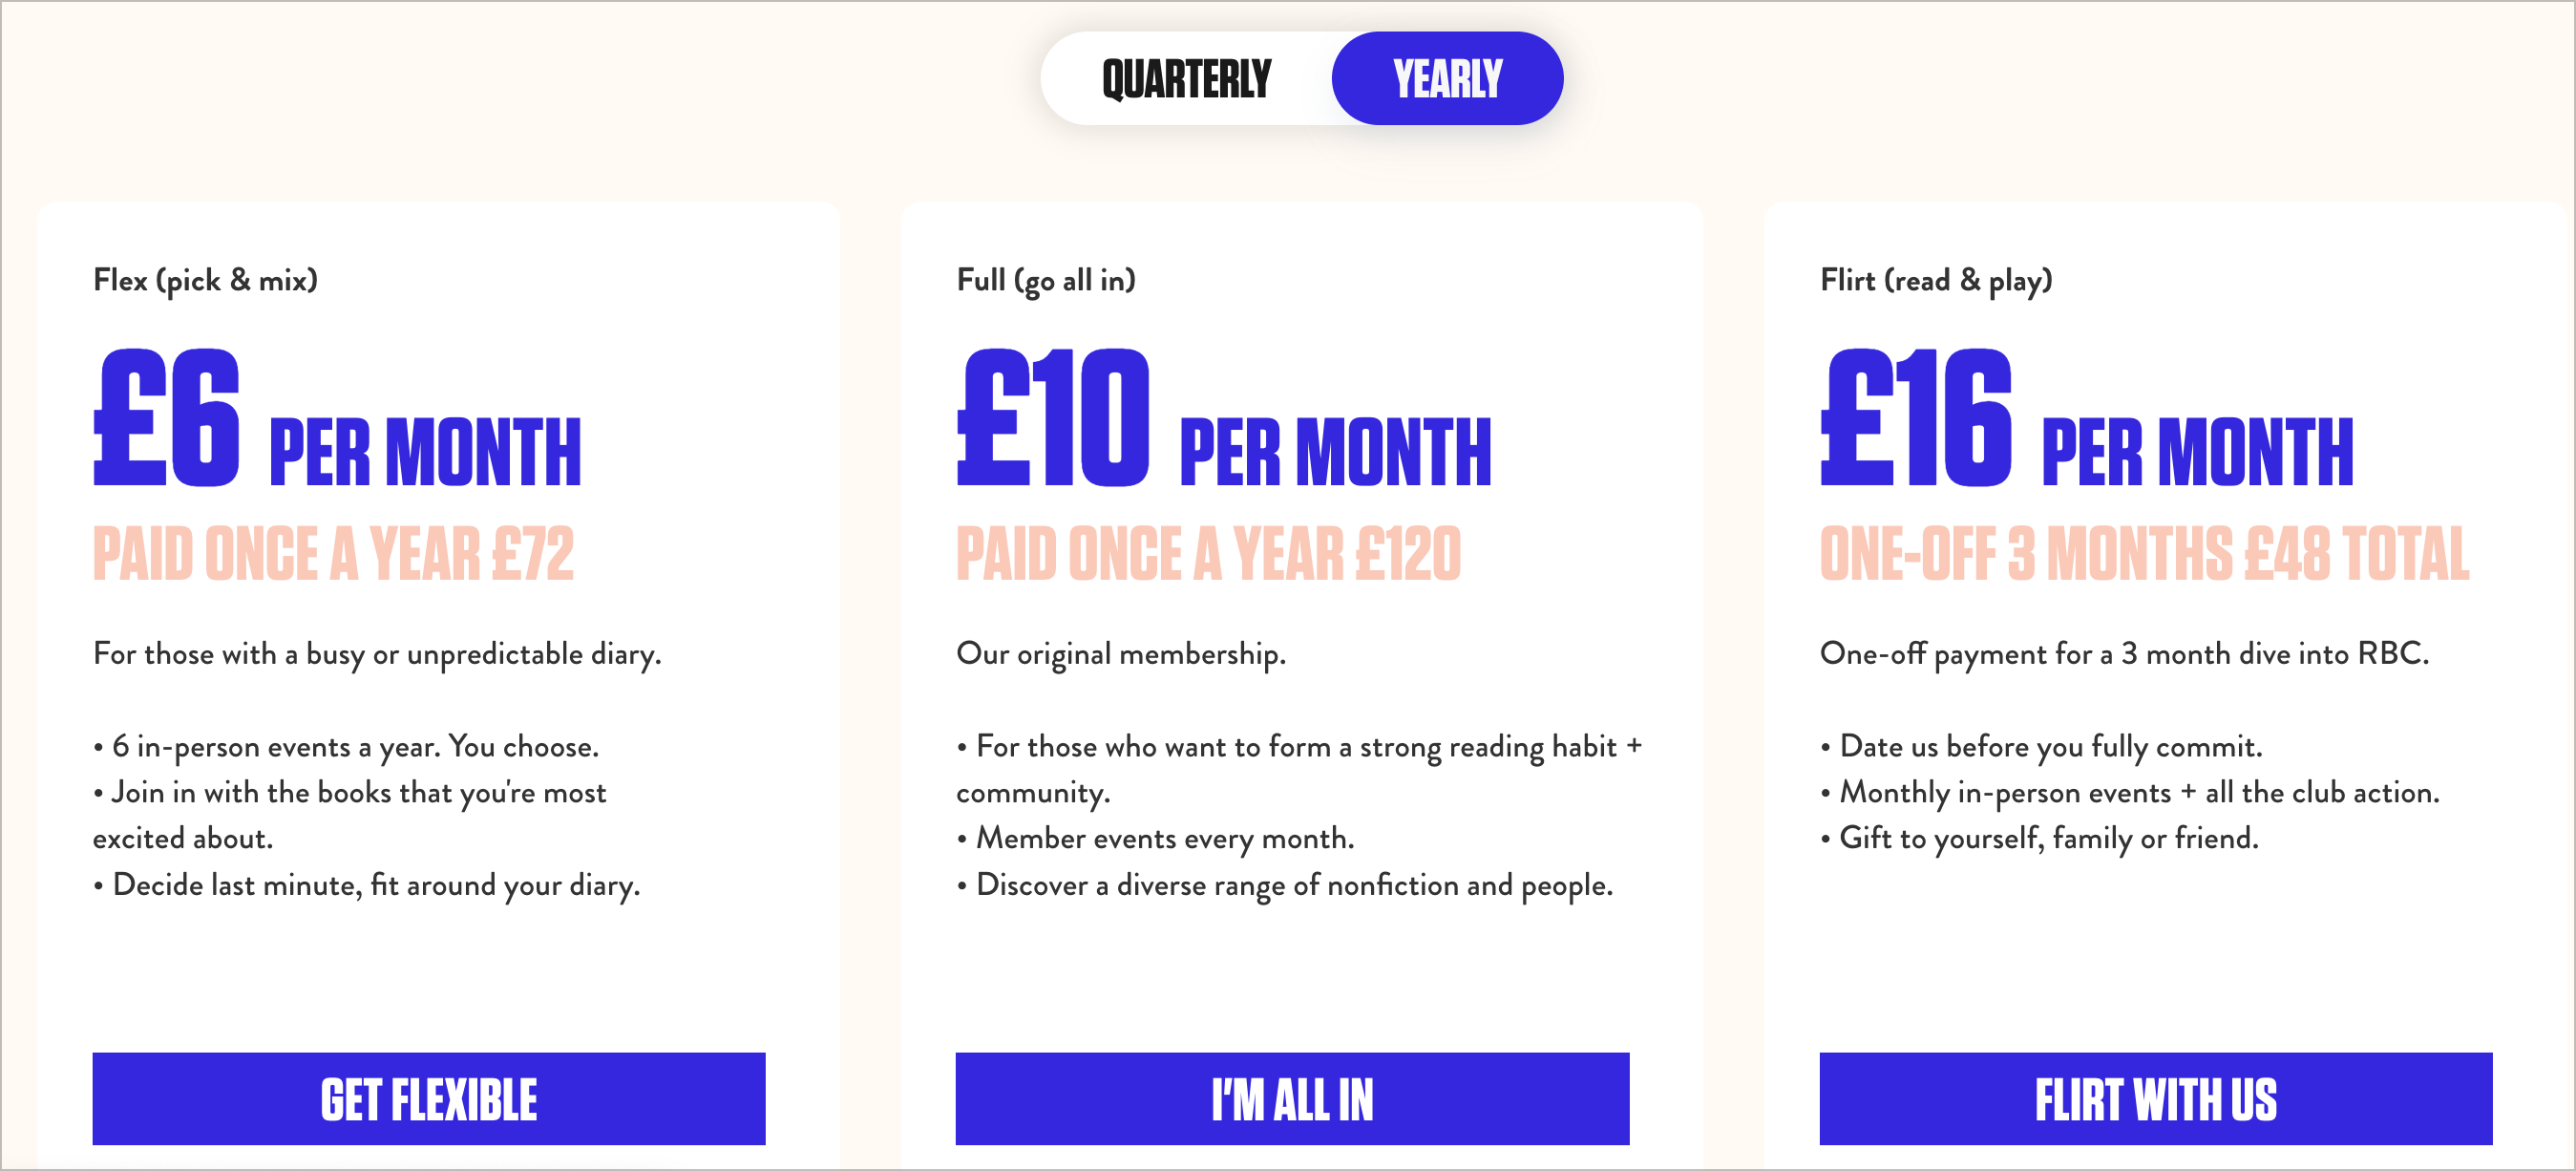 QUARTERLY
YEARLY
Flex (pick & mix)
£6 PER MONTH
PAID ONCE A YEAR £72
For those with a busy or unpredictable diary.
• 6 in-person events a year. You choose.
• Join in with the books that you're most
excited about.
• Decide last minute, fit around your diary.
GET FLEXIBLE
Full (go all in)
£10 PER MONTH
PAID ONCE A YEAR £120
Our original membership.
• For those who want to form a strong reading habit +
community.
• Member events every month.
• Discover a diverse range of nonfiction and people.
I'M ALL IN
Flirt (read & play)
£16 PER MONTH
ONE-OFF 3 MONTHS £48 TOTAL
One-off payment for a 3 month dive into RBC.
• Date us before you fully commit.
• Monthly in-person events + all the club action.
• Gift to yourself, family or friend.
FLIRT WITH US